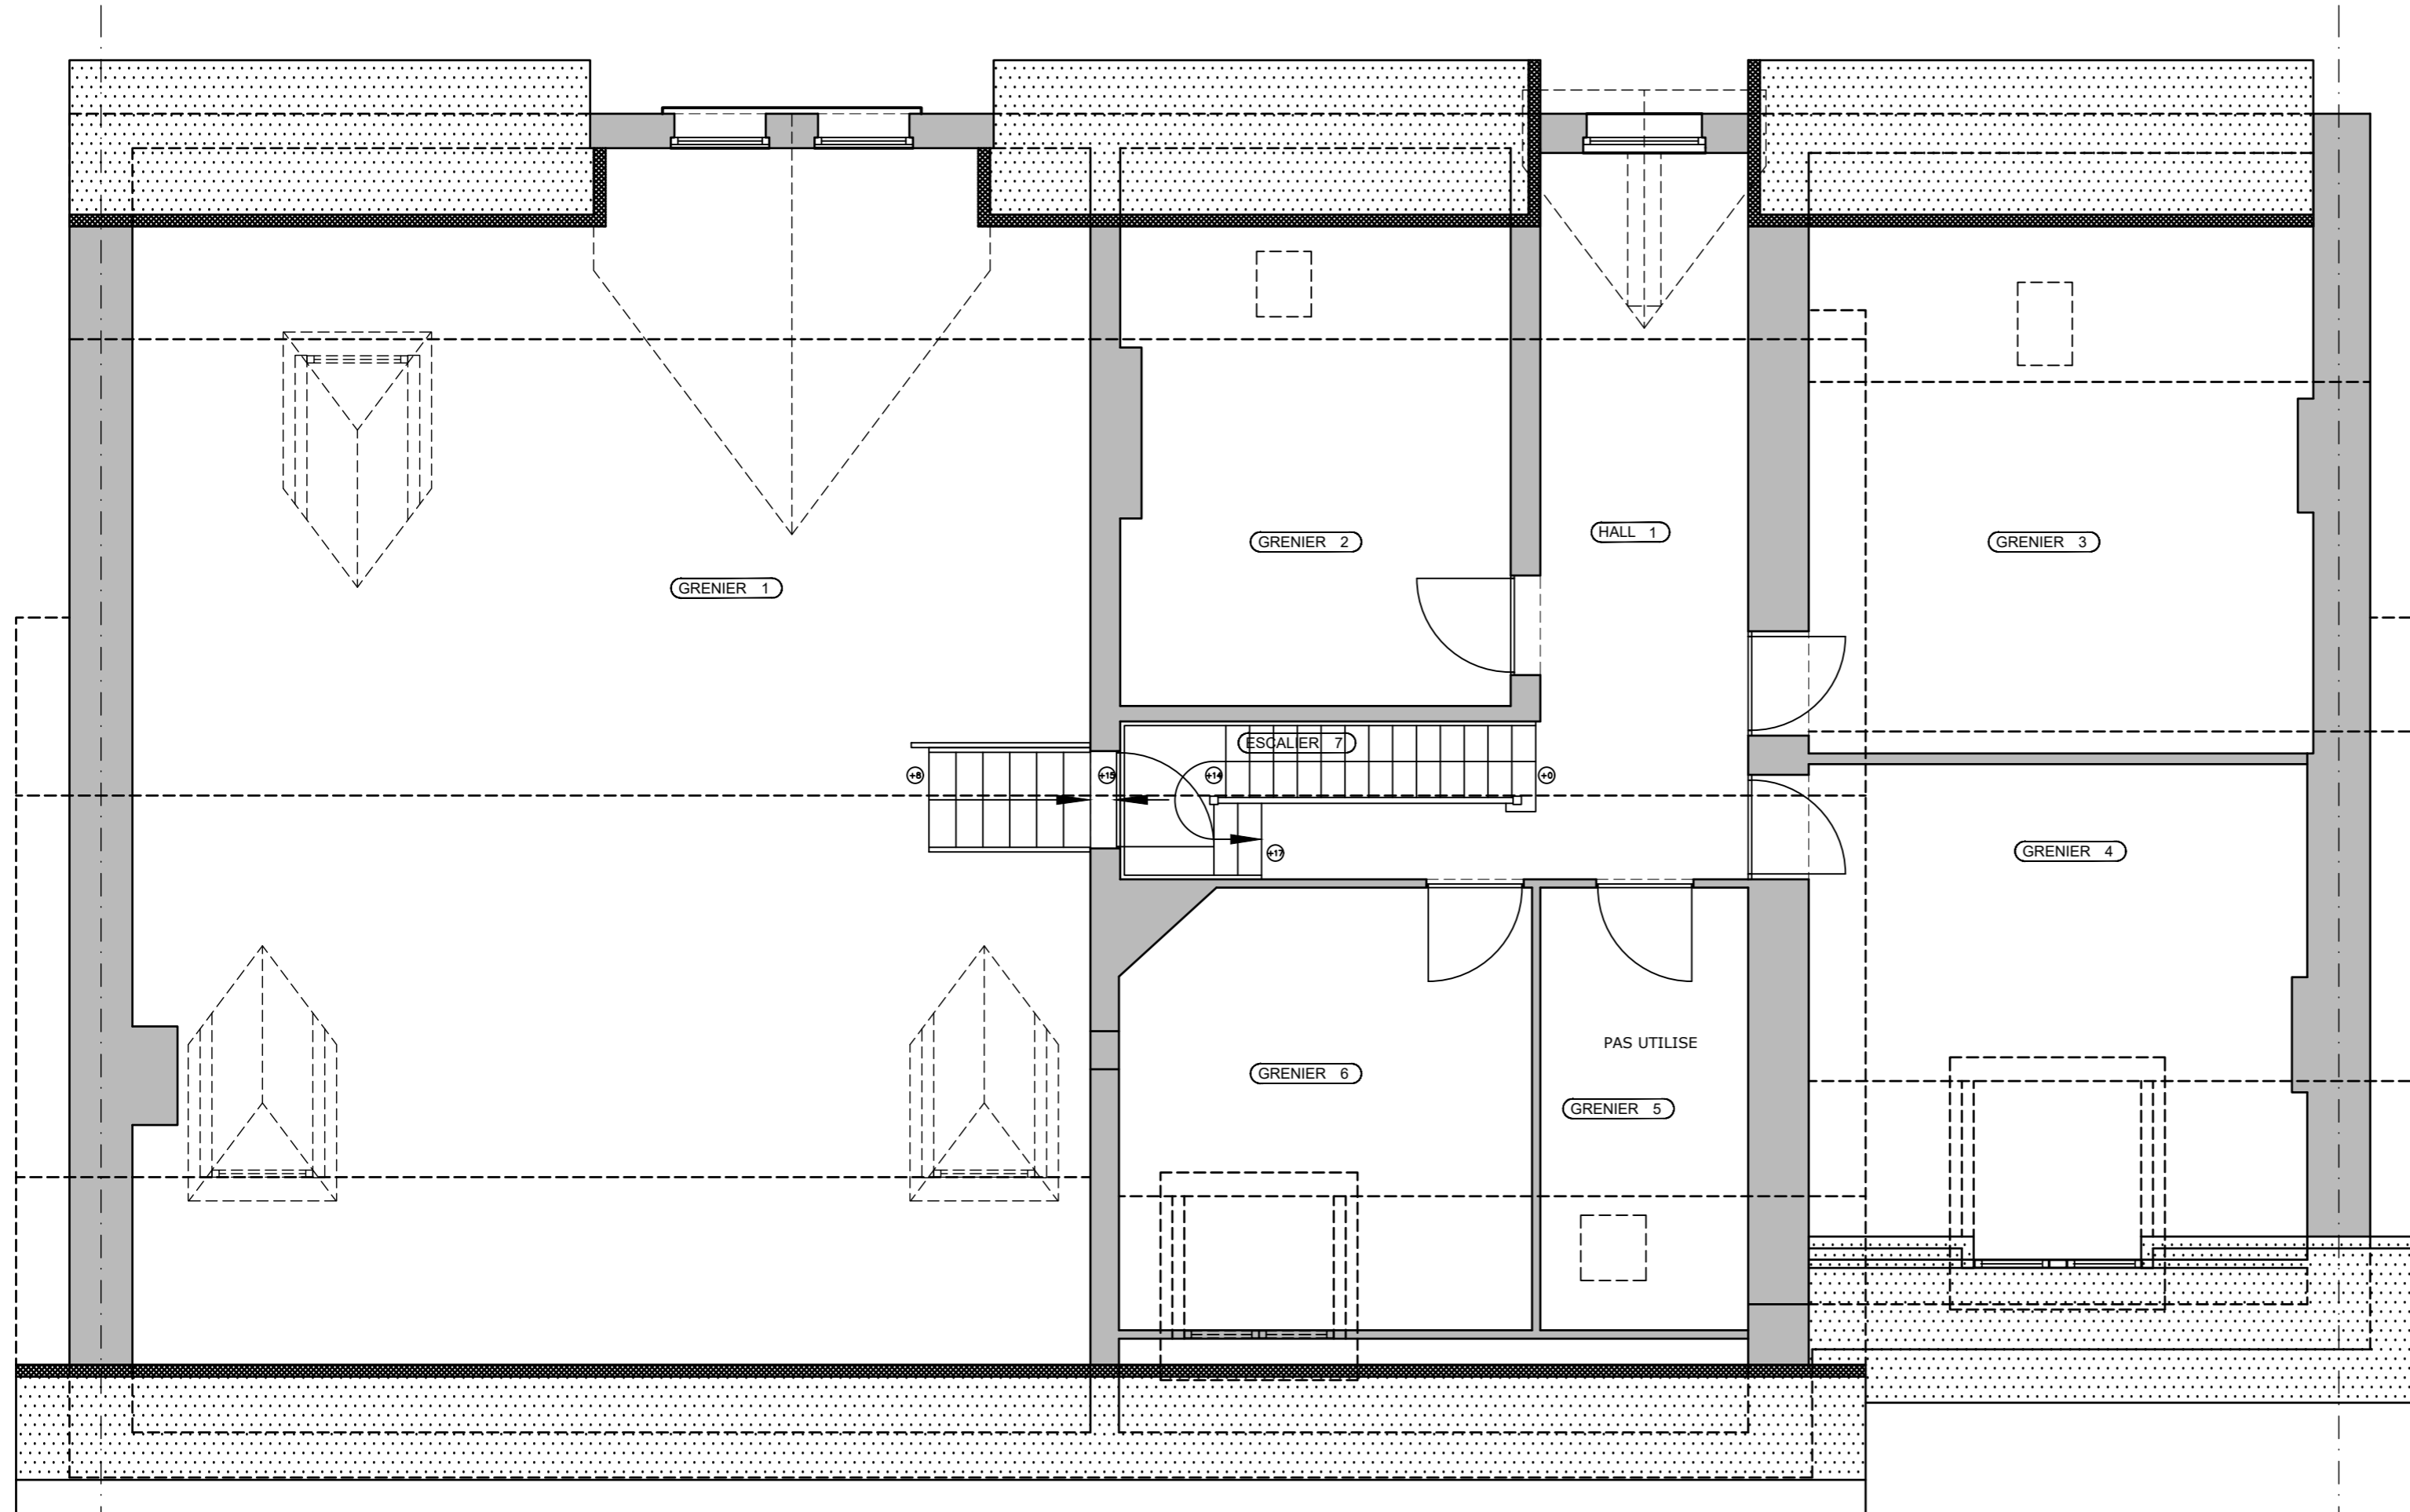 HALL 1
GRENIER 2
GRENIER 3
GRENIER 1
ESCALIER 7
+8
+15
+14
+0
+17
GRENIER 4
PAS UTILISE
GRENIER 6
GRENIER 5